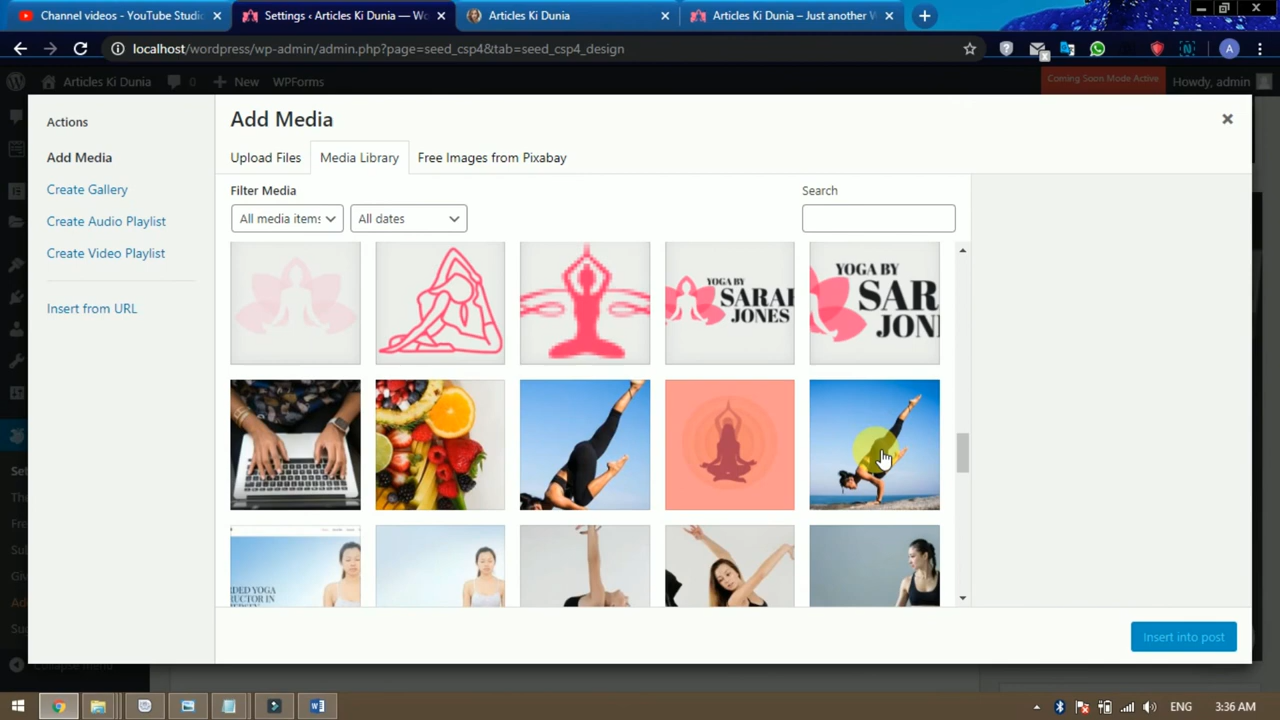 Channel videos - YouTube Studio
Settings ‹ Articles Ki Dunia — Wo
Articles Ki Dunia
Articles Ki Dunia – Just another W
localhost/wordpress/wp-admin/admin.php?page=seed_csp4&tab=seed_csp4_design
A
Articles Ki Dunia
0
New
WPForms
Coming Soon Mode Active
Howdy, admin
Actions
Add Media
Create Gallery
Create Audio Playlist
Create Video Playlist
Insert from URL
Add Media
Upload Files
Media Library
Free Images from Pixabay
Filter Media
Search
All media items
All dates
YOGA BY
SARAH
JONES
YOGA BY
SAR
JON
Insert into post
Collapse menu
ENG
3:36 AM